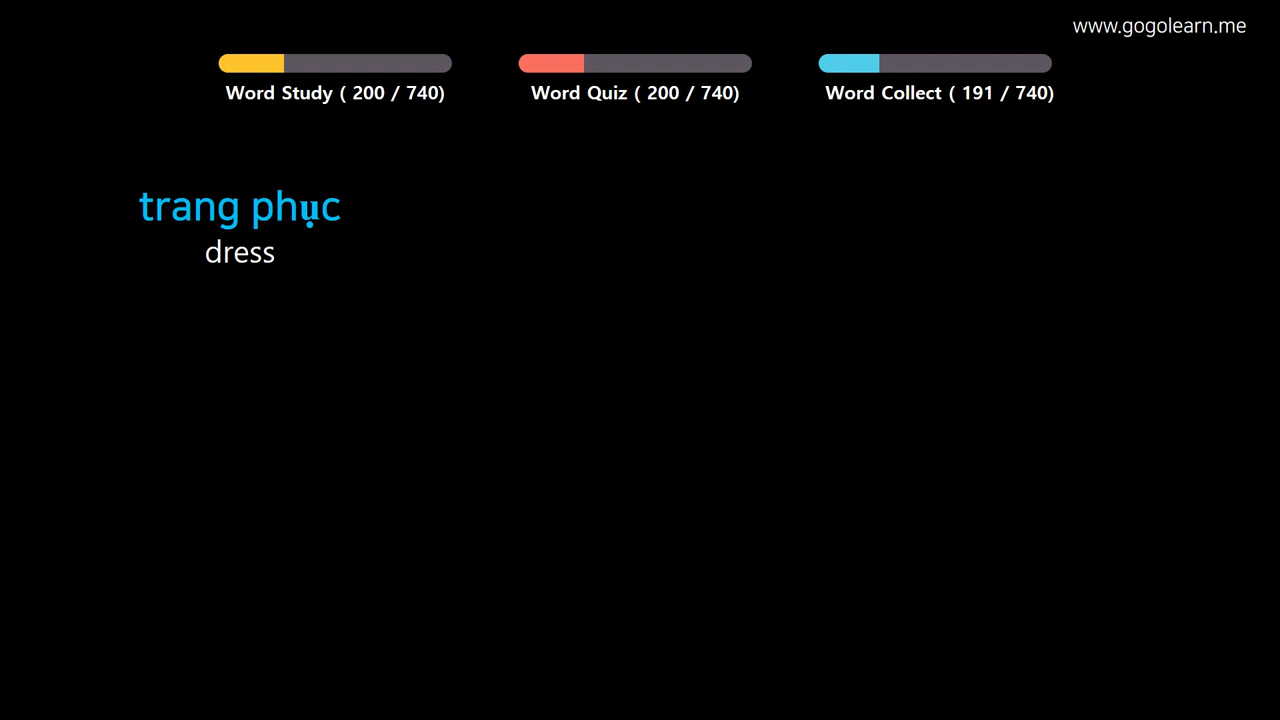 www.gogolearn.me
Word Study ( 200 / 740)
Word Quiz ( 200 / 740)
Word Collect ( 191 / 740)
trang phục
dress